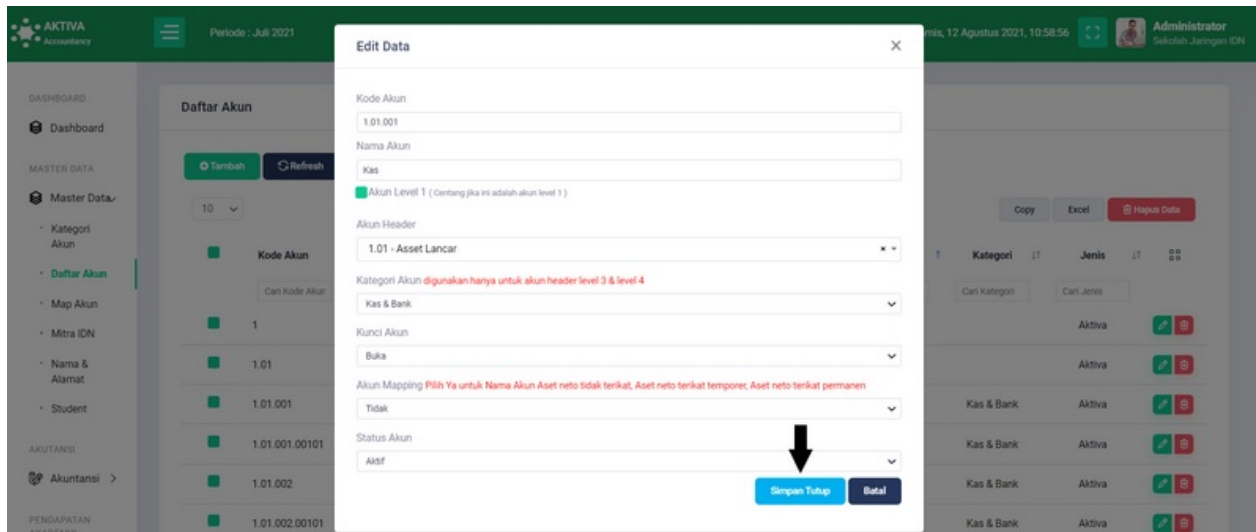 AKTIVA
Accountancy
Periode : Juli 2021
mis, 12 Agustus 2021, 10:58:56
Administrator
Sekolah Jaringan IDN
DASHBOARD
Dashboard
MASTER DATA
Master Data
Kategori
Akun
Daftar Akun
Map Akun
Mitra IDN
Nama &
Alamat
Student
AKUTANSI
Akuntansi >
PENDAPATAN
Daftar Akun
Tambah
Refresh
10
Copy
Excel
Hapus Data
Kode Akun
Kategori
Jenis
Cari Kode Akun
Cari Kategori
Cari Jenis
1
Aktiva
1.01
Aktiva
1.01.001
Kas & Bank
Aktiva
1.01.001.00101
Kas & Bank
Aktiva
1.01.002
Kas & Bank
Aktiva
1.01.002.00101
Kas & Bank
Aktiva
Edit Data
×
Kode Akun
1.01.001
Nama Akun
Kas
Akun Level 1 ( Centang jika ini adalah akun level 1 )
Akun Header
1.01 - Asset Lancar
Kategori Akun digunakan hanya untuk akun header level 3 & level 4
Kas & Bank
Kunci Akun
Buka
Akun Mapping Pilih Ya untuk Nama Akun Aset neto tidak terikat, Aset neto terikat temporer, Aset neto terikat permanen
Tidak
Status Akun
Aktif
Simpan Tutup
Batal